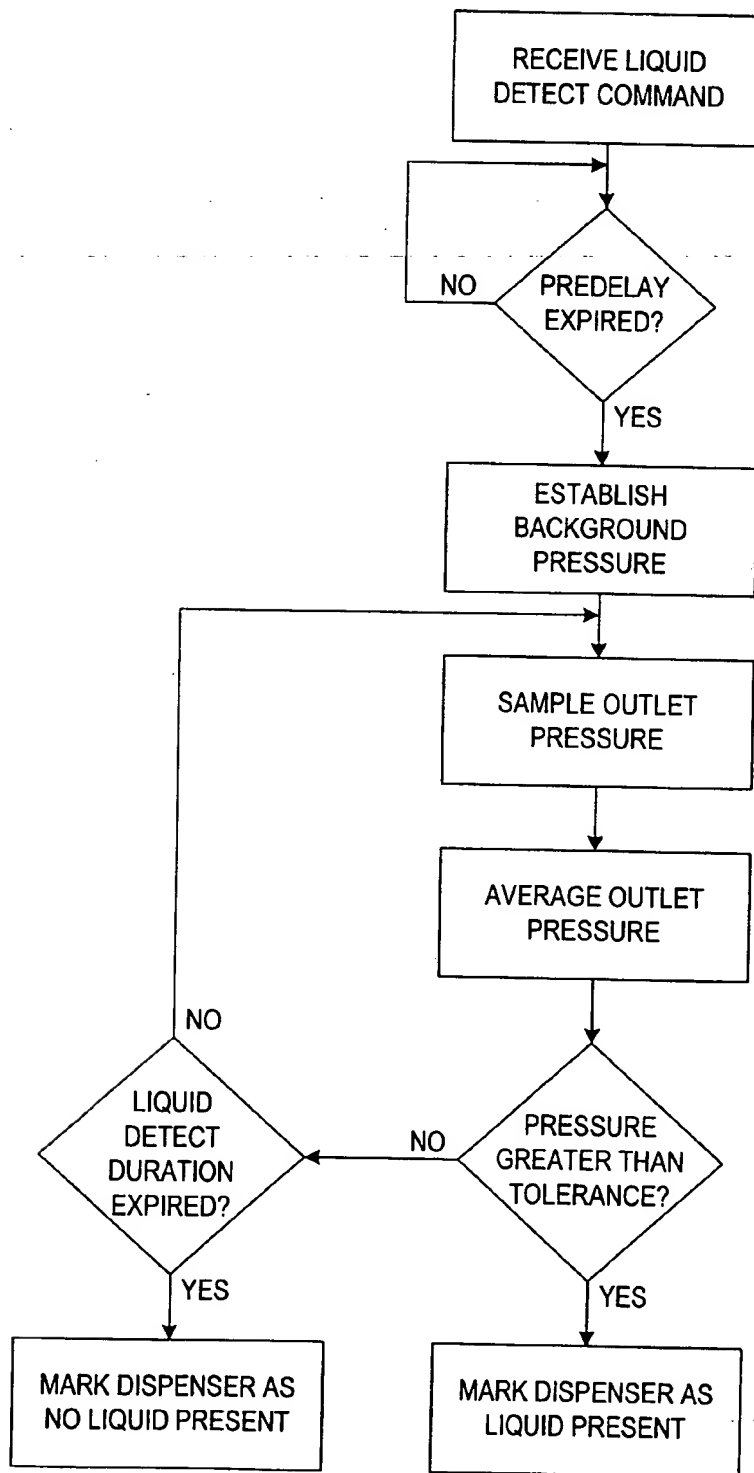 RECEIVE LIQUID
DETECT COMMAND
NO
PREDELAY
EXPIRED?
YES
ESTABLISH
BACKGROUND
PRESSURE
SAMPLE OUTLET
PRESSURE
AVERAGE OUTLET
PRESSURE
NO
LIQUID
DETECT
DURATION
EXPIRED?
NO
PRESSURE
GREATER THAN
TOLERANCE?
YES
YES
MARK DISPENSER AS
NO LIQUID PRESENT
MARK DISPENSER AS
LIQUID PRESENT